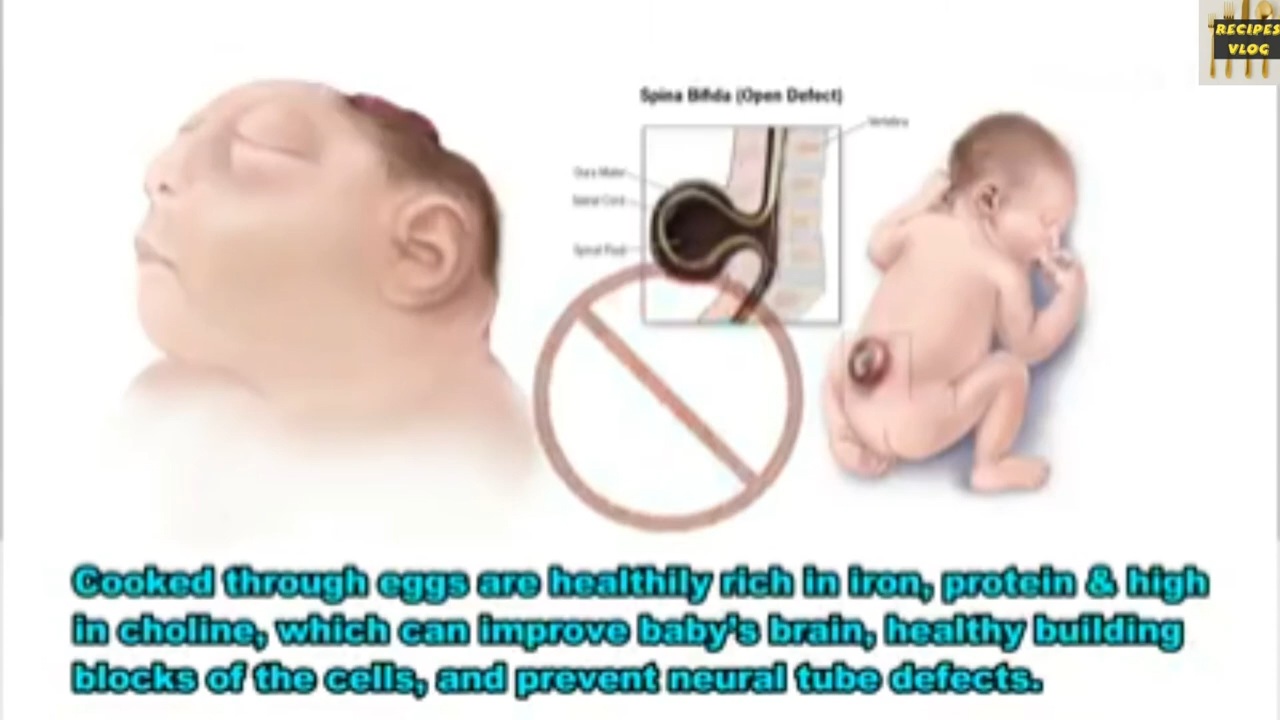 RECIPES
VLOG
Spina Bifida (Open Defect)
Vertebra
Dura Mater
Spinal Cord
Spinal Fluid
Cooked through eggs are healthily rich in iron, protein & high
in choline, which can improve baby's brain, healthy building
blocks of the cells, and prevent neural tube defects.